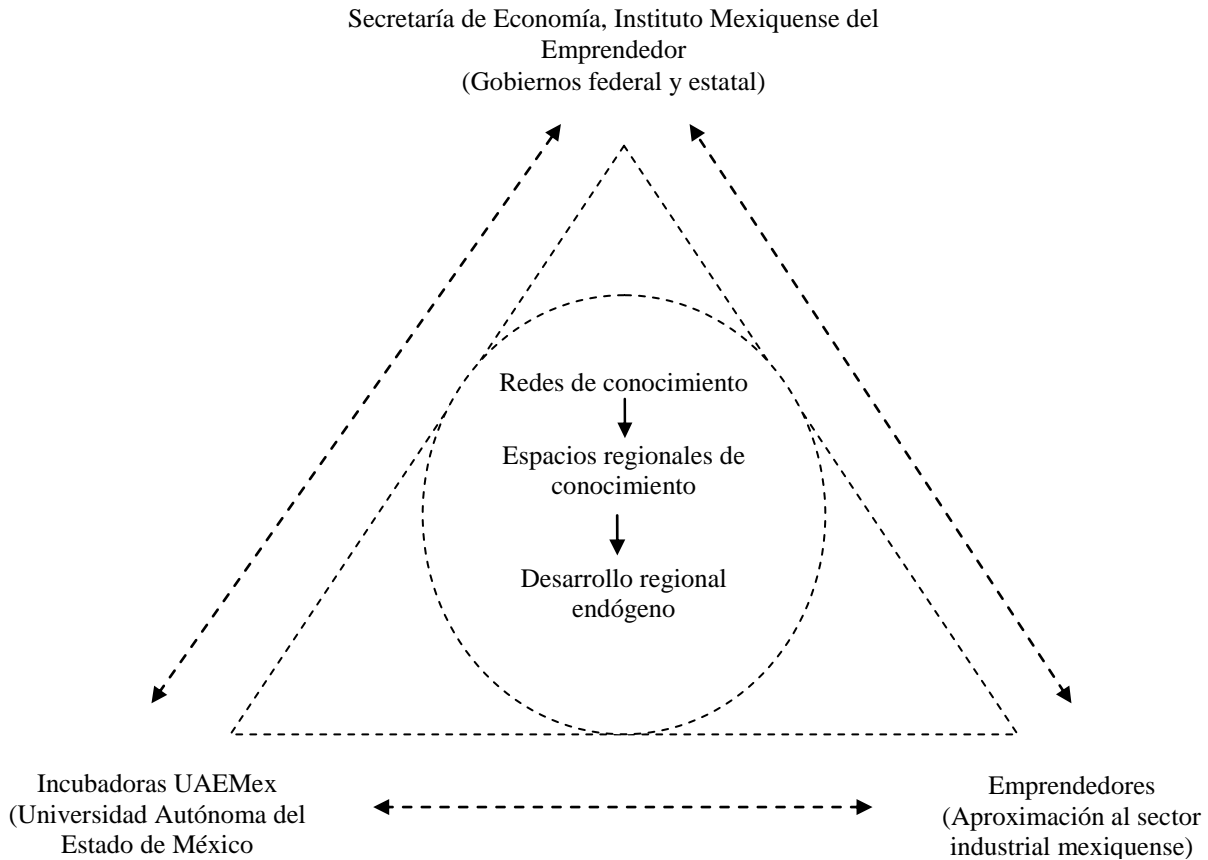 Secretaría de Economía, Instituto Mexiquense del
Emprendedor
(Gobiernos federal y estatal)
Redes de conocimiento
Espacios regionales de
conocimiento
Desarrollo regional
endógeno
Incubadoras UAEMex
(Universidad Autónoma del
Estado de México
Emprendedores
(Aproximación al sector
industrial mexiquense)